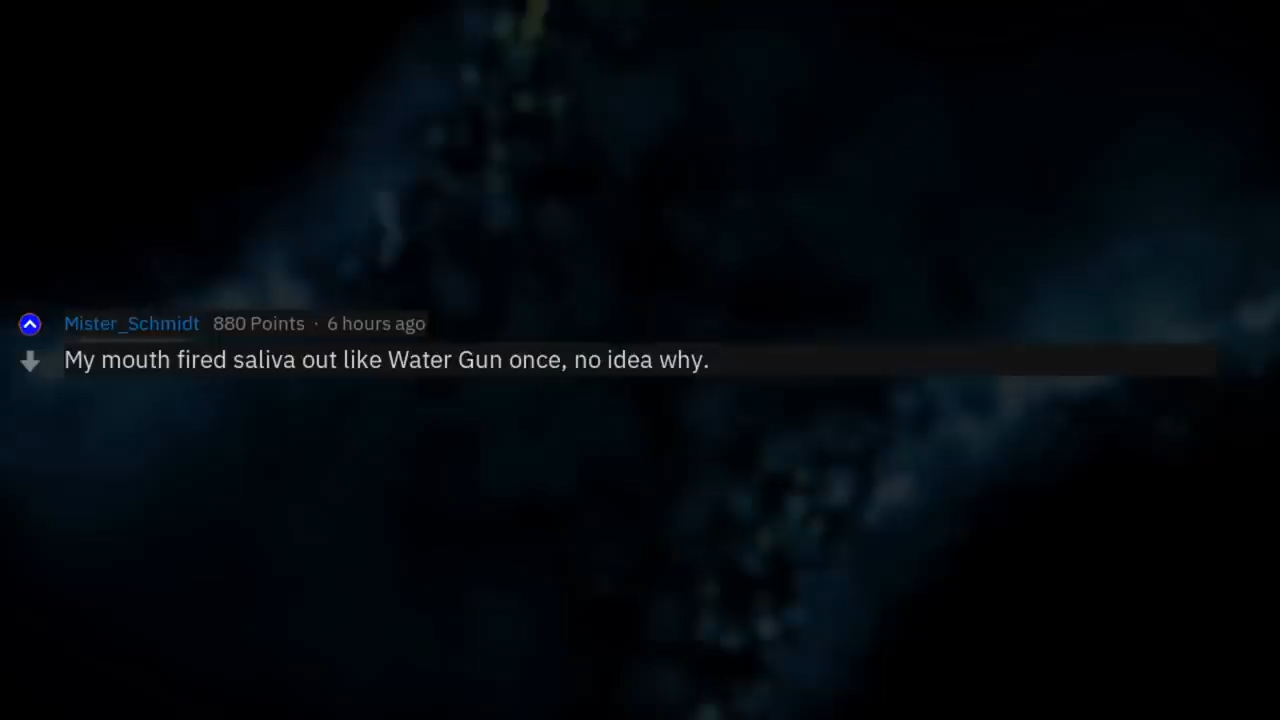 Mister_Schmidt 880 Points · 6 hours ago
My mouth fired saliva out like Water Gun once, no idea why.